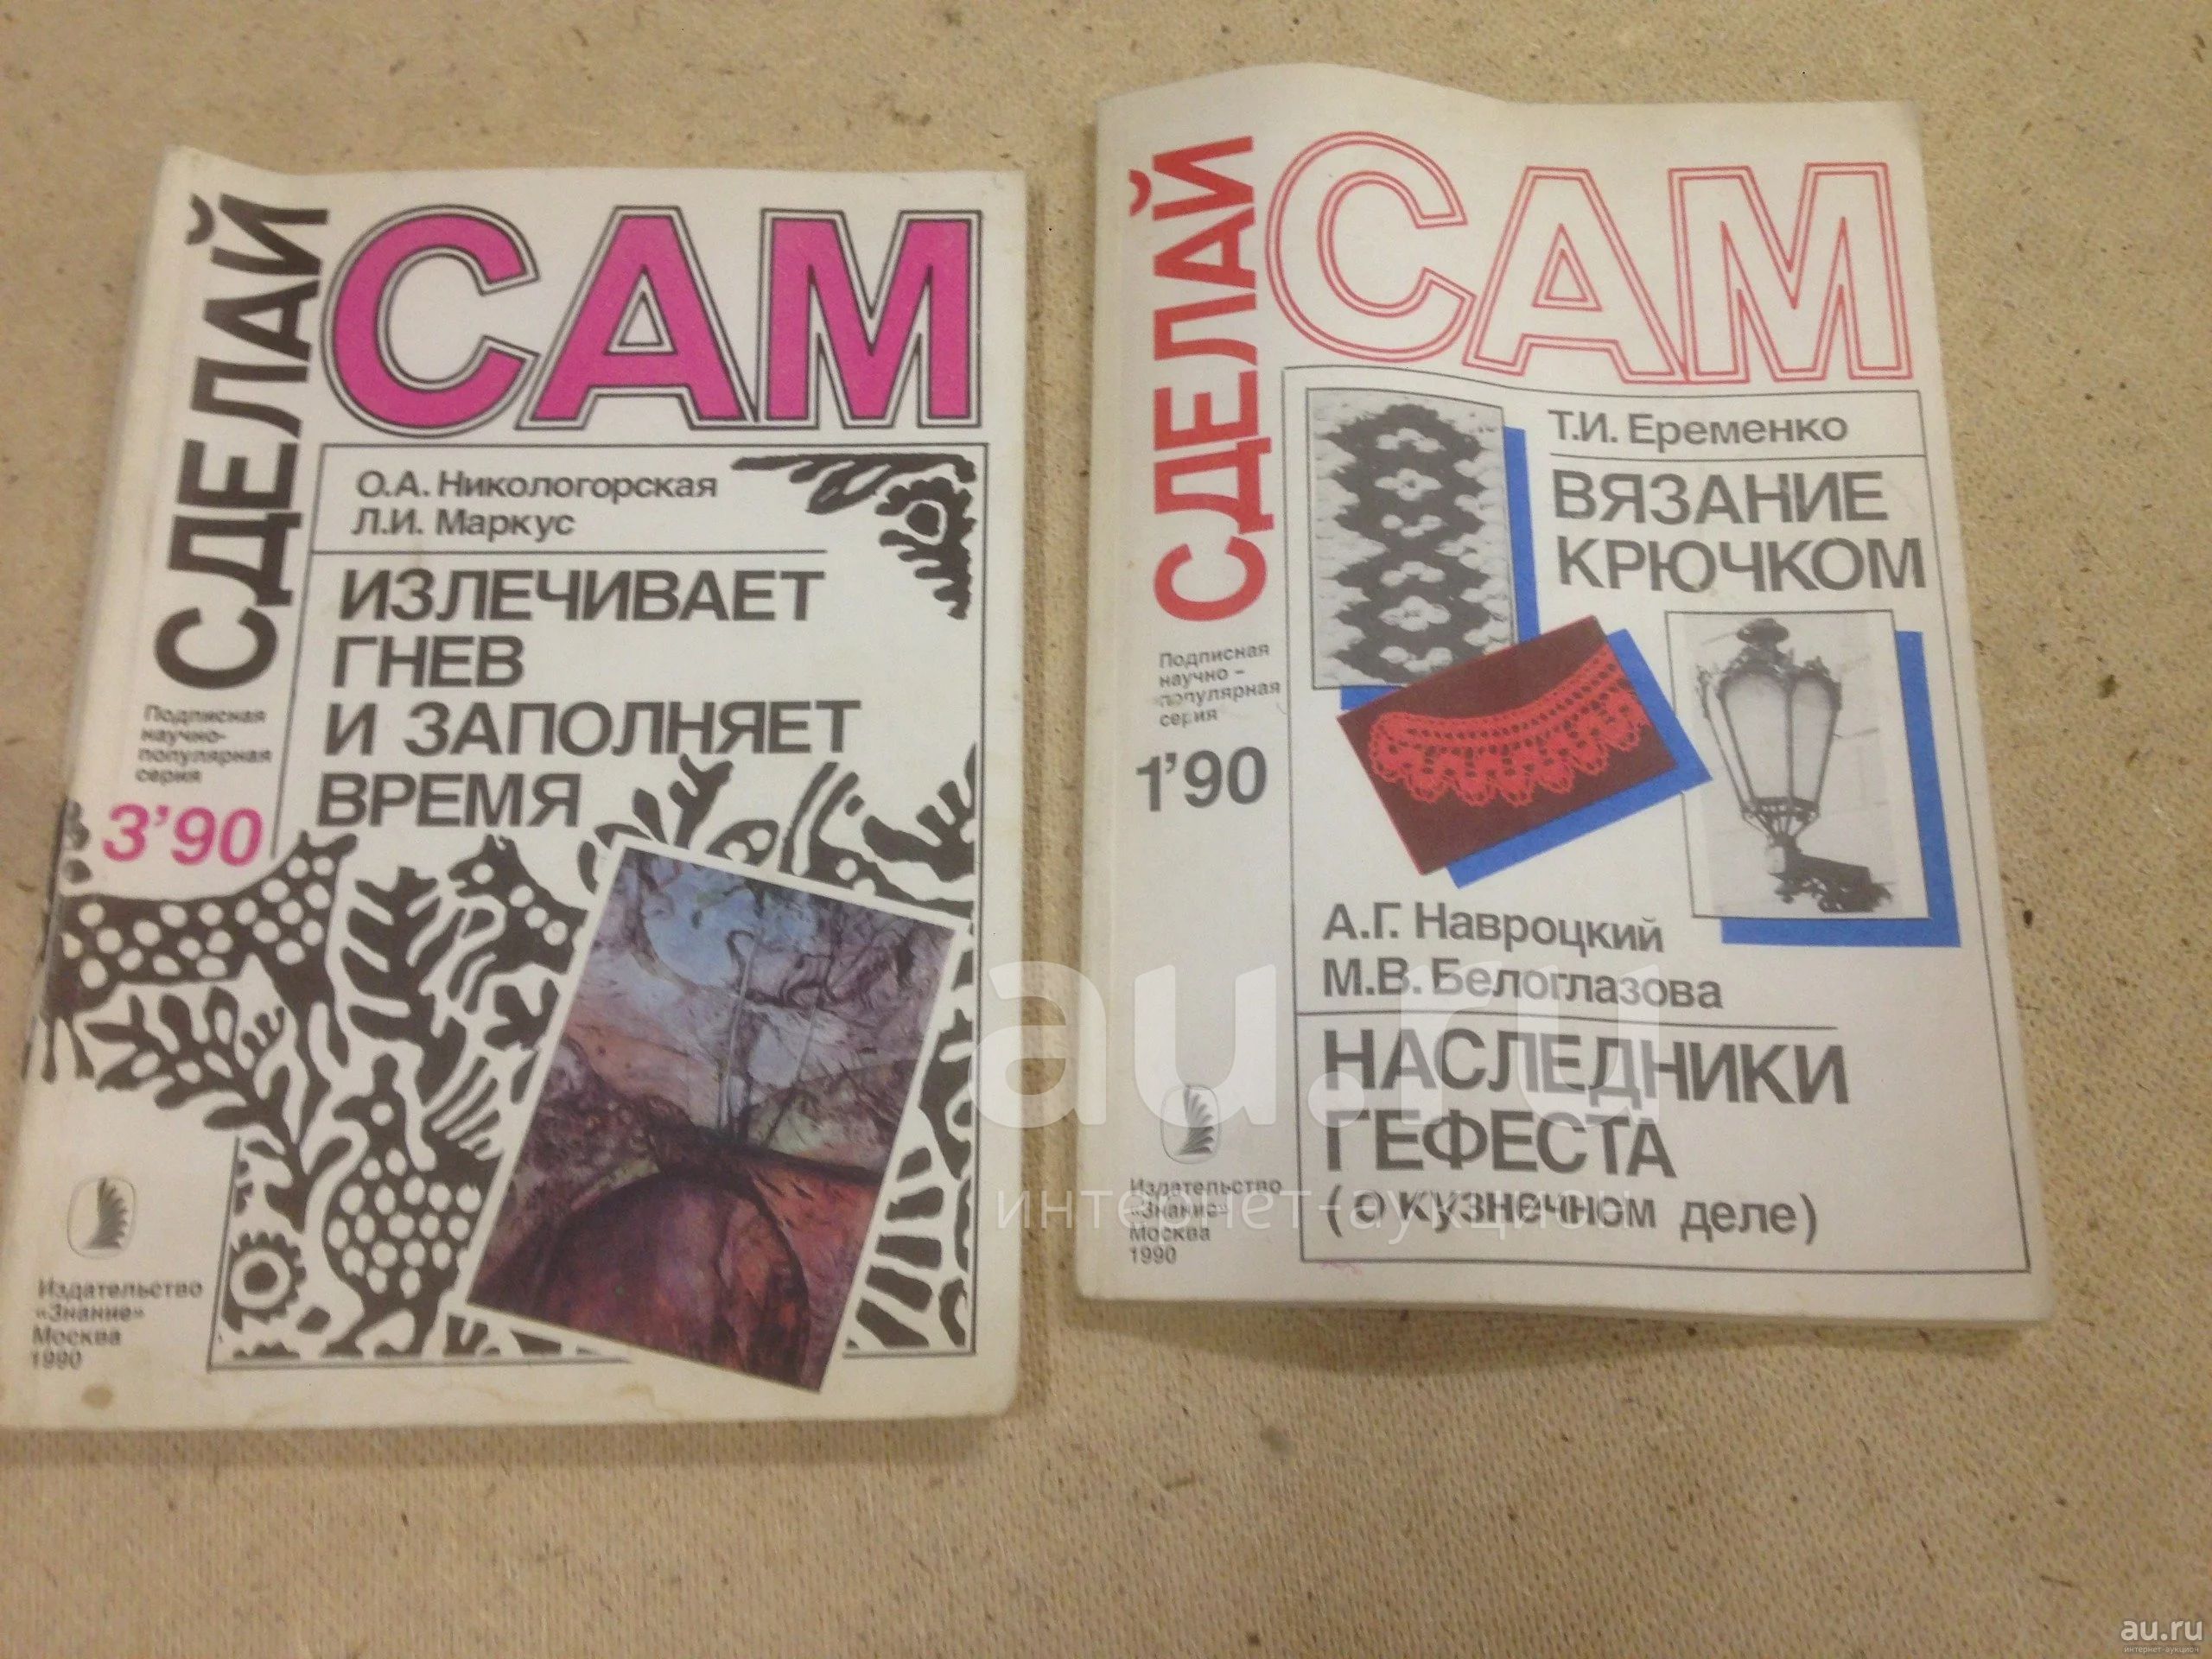 СДЕЛАЙ
САМ
О.А. Никологорская
Л.И. Маркус
ИЗЛЕЧИВАЕТ
ГНЕВ
И ЗАПОЛНЯЕТ
ВРЕМЯ
Подписная
научно-
популярная
серия
3'90
Издательство
«Знание»
Москва
1990
СДЕЛАЙ
САМ
Т.И. Еременко
ВЯЗАНИЕ
КРЮЧКОМ
Подписная
научно-
популярная
серия
1'90
А.Г. Навроцкий
М.В. Белоглазова
НАСЛЕДНИКИ
ГЕФЕСТА
(о кузнечном деле)
Издательство
«Знание»
Москва
1990
au.ru
интернет-аукцион
au.ru
интернет-аукцион